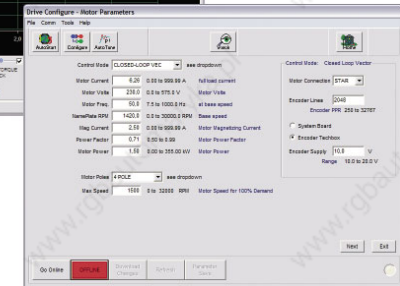 Drive Configure - Motor Parameters
File Comm Tools Help
AutoStart Configure AutoTune Home
Control Mode CLOSED-LOOP VEC see dropdown
Motor Current 6,28 0.00 to 999.99 A full load current
Motor Volts 238,0 0.0 to 575.0 V Motor Volts
Motor Freq. 50,0 7.5 to 1000.0 Hz at base speed
NamePlate RPM 1420,0 0.0 to 30000.0 RPM Base speed
Mag Current 2,50 0.00 to 999.99 A Motor Magnetizing Current
Power Factor 0,71 0.50 to 0.99 Motor Power Factor
Motor Power 1,50 0.00 to 355.00 kW Motor Power
Motor Poles 4 POLE see dropdown
Max Speed 1500 0 to 32000 RPM Motor Speed for 100% Demand
Control Mode: Closed Loop Vector
Motor Connection STAR
Encoder Lines 2048
Encoder PPR 250 to 32767
System Board
Encoder Techbox
Encoder Supply 10,0 V
Range 10.0 to 20.0 V
Next Exit
Go Online OFFLINE Download Changes Refresh Parameter Save